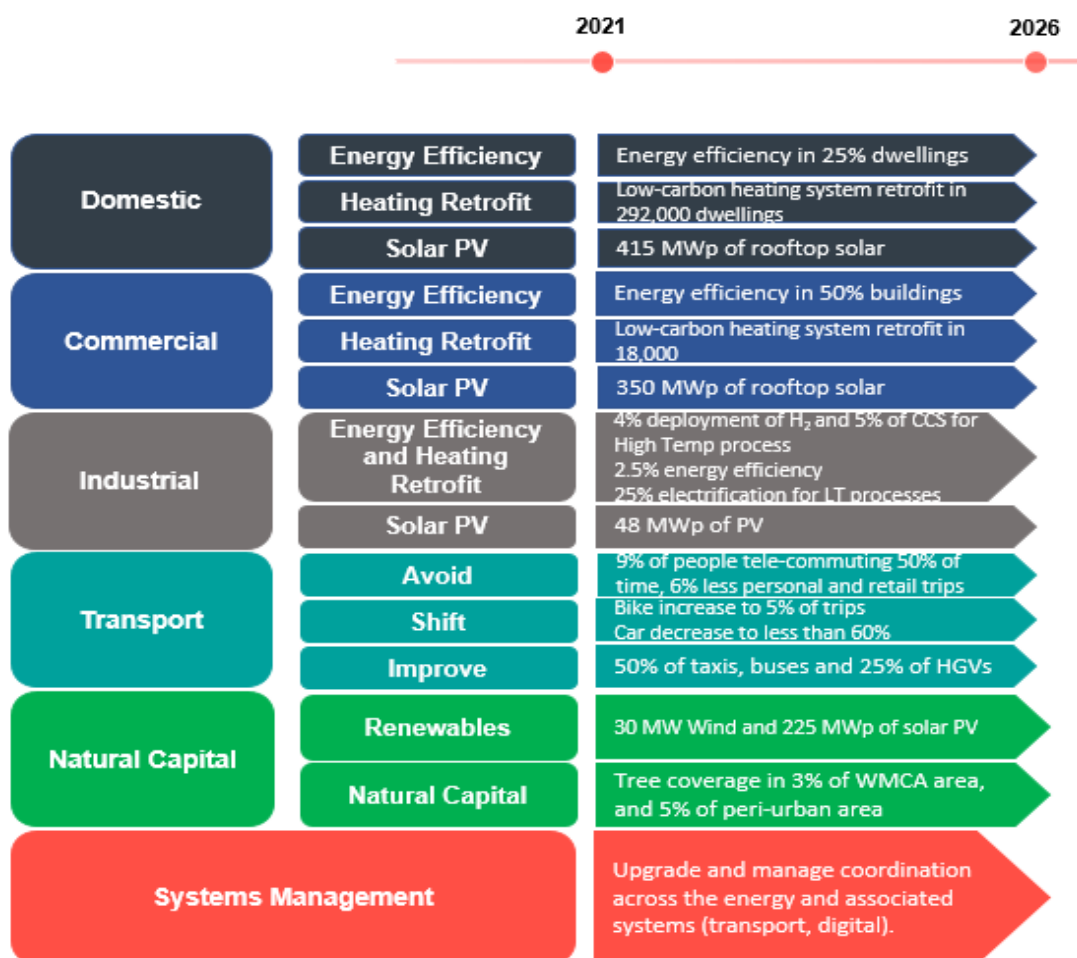 2021
2026
Domestic
Energy Efficiency
Energy efficiency in 25% dwellings
Heating Retrofit
Low-carbon heating system retrofit in
292,000 dwellings
Solar PV
415 MWp of rooftop solar
Commercial
Energy Efficiency
Energy efficiency in 50% buildings
Heating Retrofit
Low-carbon heating system retrofit in
18,000
Solar PV
350 MWp of rooftop solar
Industrial
Energy Efficiency
and Heating
Retrofit
4% deployment of H₂ and 5% of CCS for
High Temp process
2.5% energy efficiency
25% electrification for LT processes
Solar PV
48 MWp of PV
Transport
Avoid
9% of people tele-commuting 50% of
time, 6% less personal and retail trips
Shift
Bike increase to 5% of trips
Car decrease to less than 60%
Improve
50% of taxis, buses and 25% of HGVs
Natural Capital
Renewables
30 MW Wind and 225 MWp of solar PV
Natural Capital
Tree coverage in 3% of WMCA area,
and 5% of peri-urban area
Systems Management
Upgrade and manage coordination
across the energy and associated
systems (transport, digital).